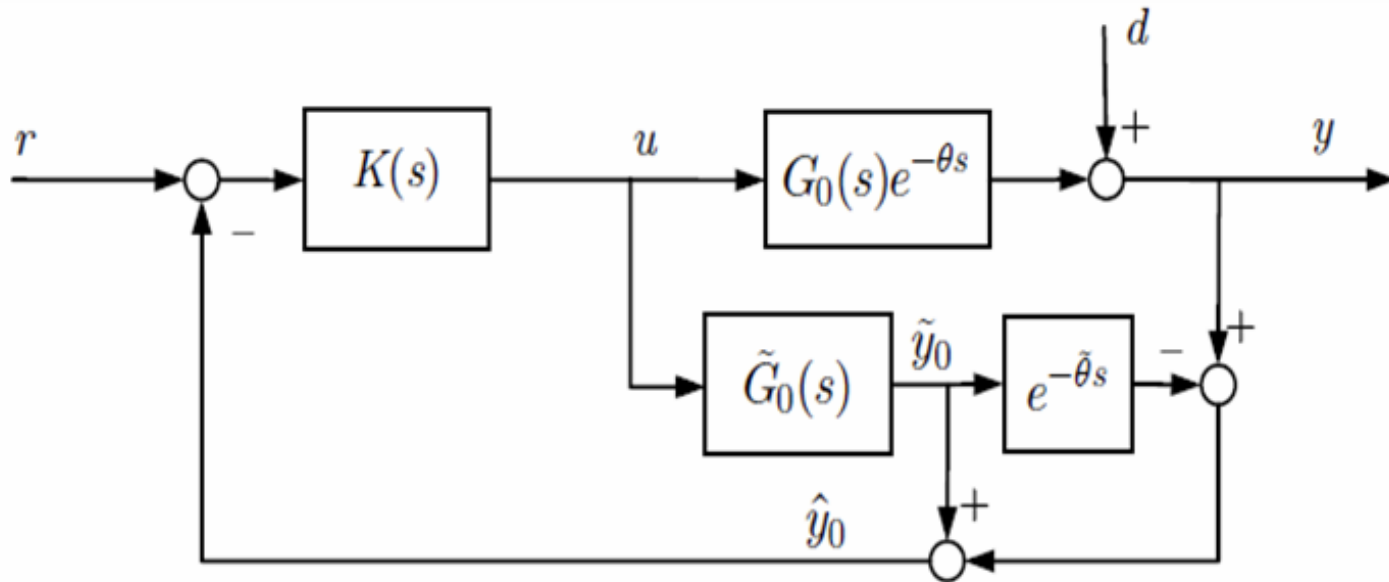 d
r
K(s)
u
G₀(s)e^{-θs}
+
y
−
G̃₀(s)
ỹ₀
e^{-θ̃s}
−
+
ŷ₀
+